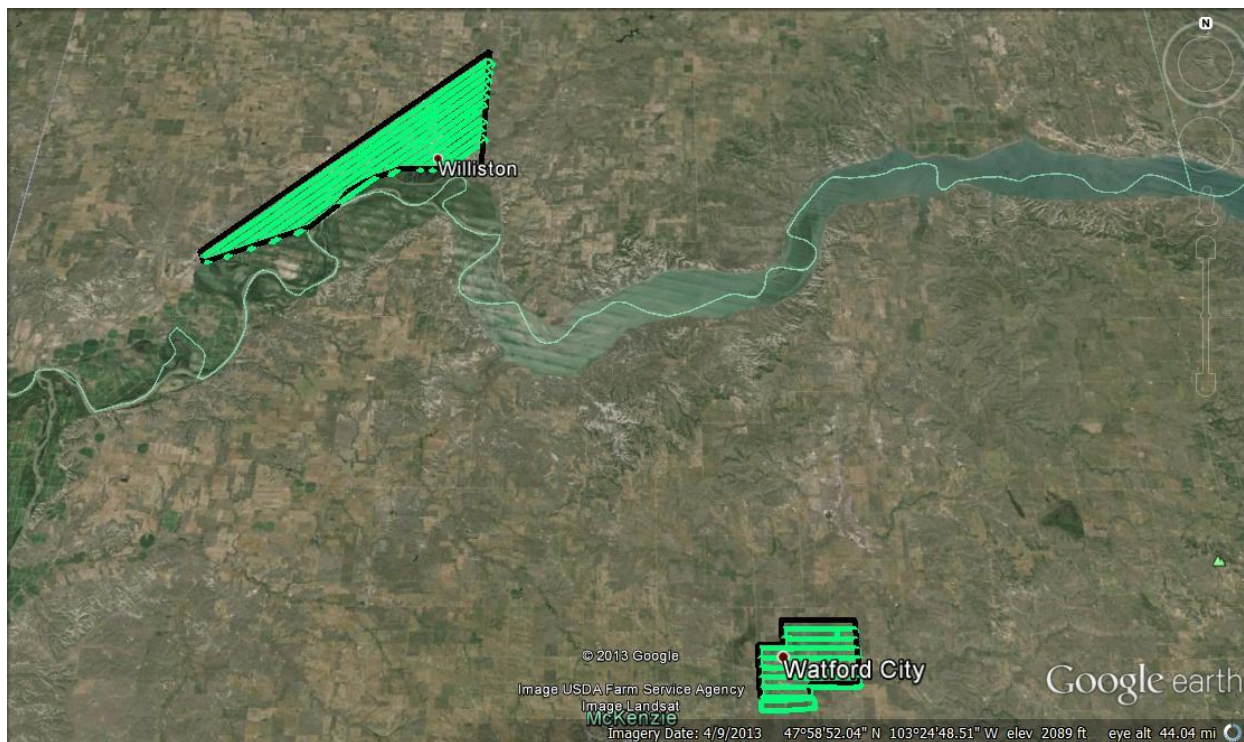 N
Williston
© 2013 Google
Watford City
Image USDA Farm Service Agency
Image Landsat
McKenzie
Google earth
Imagery Date: 4/9/2013 47°58'52.04" N 103°24'48.51" W elev 2089 ft eye alt 44.04 mi